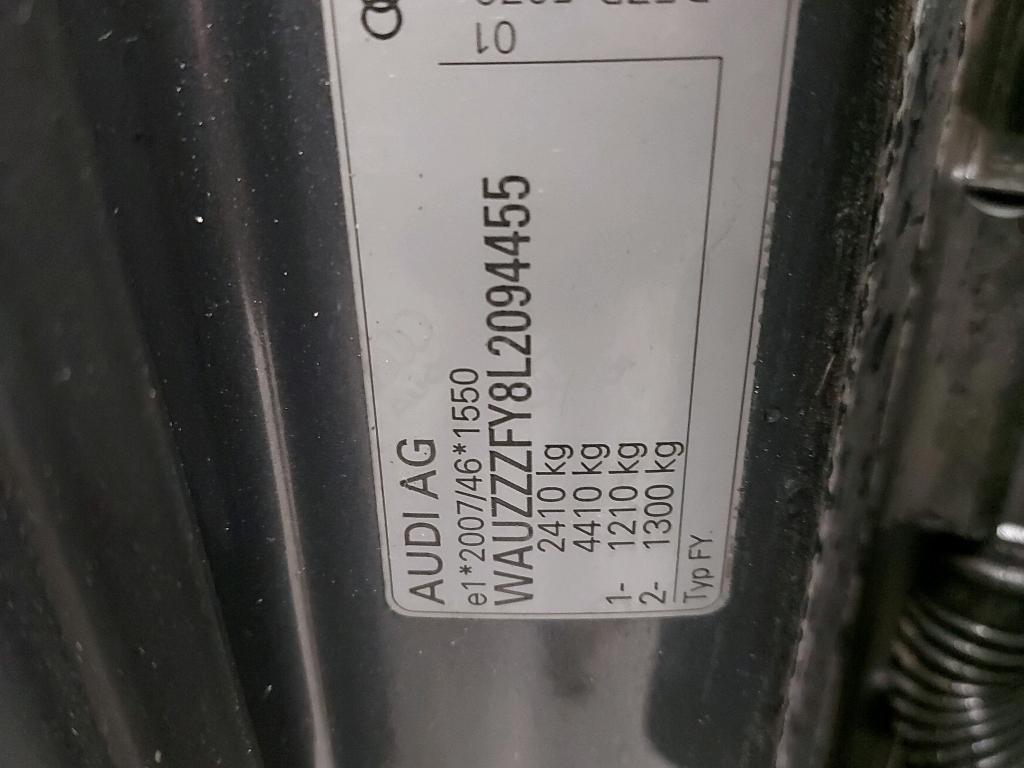 AUDI AG
e1*2007/46*1550
WAUZZZFY8L2094455
2410 kg
4410 kg
1- 1210 kg
2- 1300 kg
Typ FY